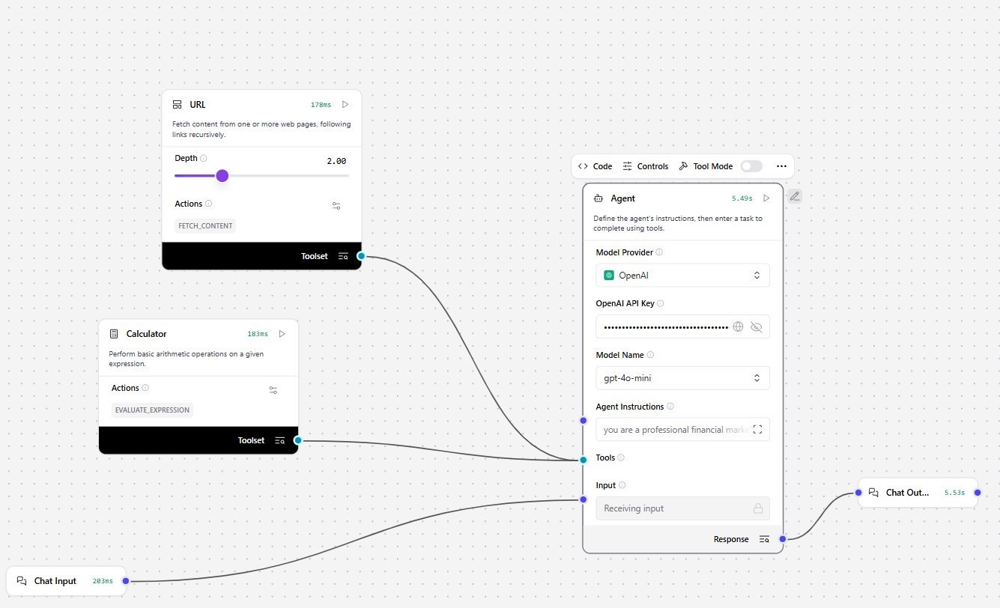 URL
178ms
Fetch content from one or more web pages, following
links recursively.
Depth
2.00
Actions
FETCH_CONTENT
Toolset
Calculator
183ms
Perform basic arithmetic operations on a given
expression.
Actions
EVALUATE_EXPRESSION
Toolset
Chat Input
203ms
Code
Controls
Tool Mode
Agent
5.49s
Define the agent's instructions, then enter a task to
complete using tools.
Model Provider
OpenAI
OpenAI API Key
Model Name
gpt-4o-mini
Agent Instructions
you are a professional financial marke
Tools
Input
Receiving input
Response
Chat Out...
5.53s